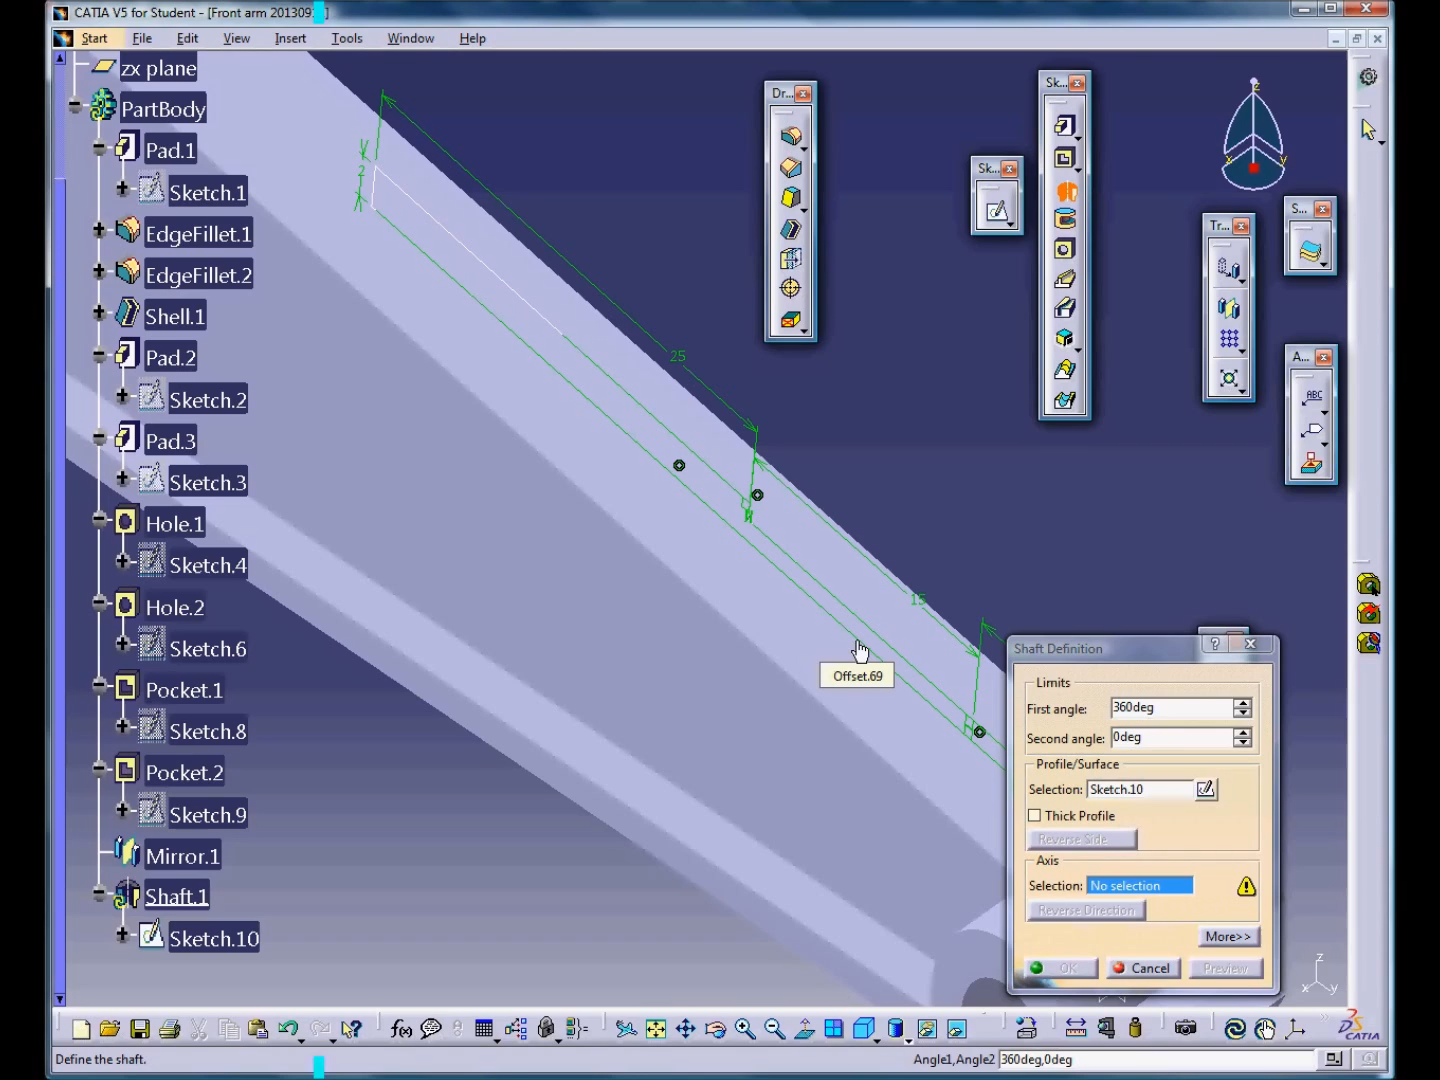 CATIA V5 for Student - [Front arm 201309
Start File Edit View Insert Tools Window Help
zx plane
PartBody
Pad.1
Sketch.1
EdgeFillet.1
EdgeFillet.2
Shell.1
Pad.2
Sketch.2
Pad.3
Sketch.3
Hole.1
Sketch.4
Hole.2
Sketch.6
Pocket.1
Sketch.8
Pocket.2
Sketch.9
Mirror.1
Shaft.1
Sketch.10
2
25
15
Offset.69
Dr...
Sk...
Sk...
Tr...
S...
A...
ABC
z
x y
Shaft Definition
Limits
First angle: 360deg
Second angle: 0deg
Profile/Surface
Selection: Sketch.10
Thick Profile
Reverse Side
Axis
Selection: No selection
Reverse Direction
More>>
OK Cancel Preview
z
x y
f(x)
CATIA
Define the shaft.
Angle1,Angle2 360deg,0deg